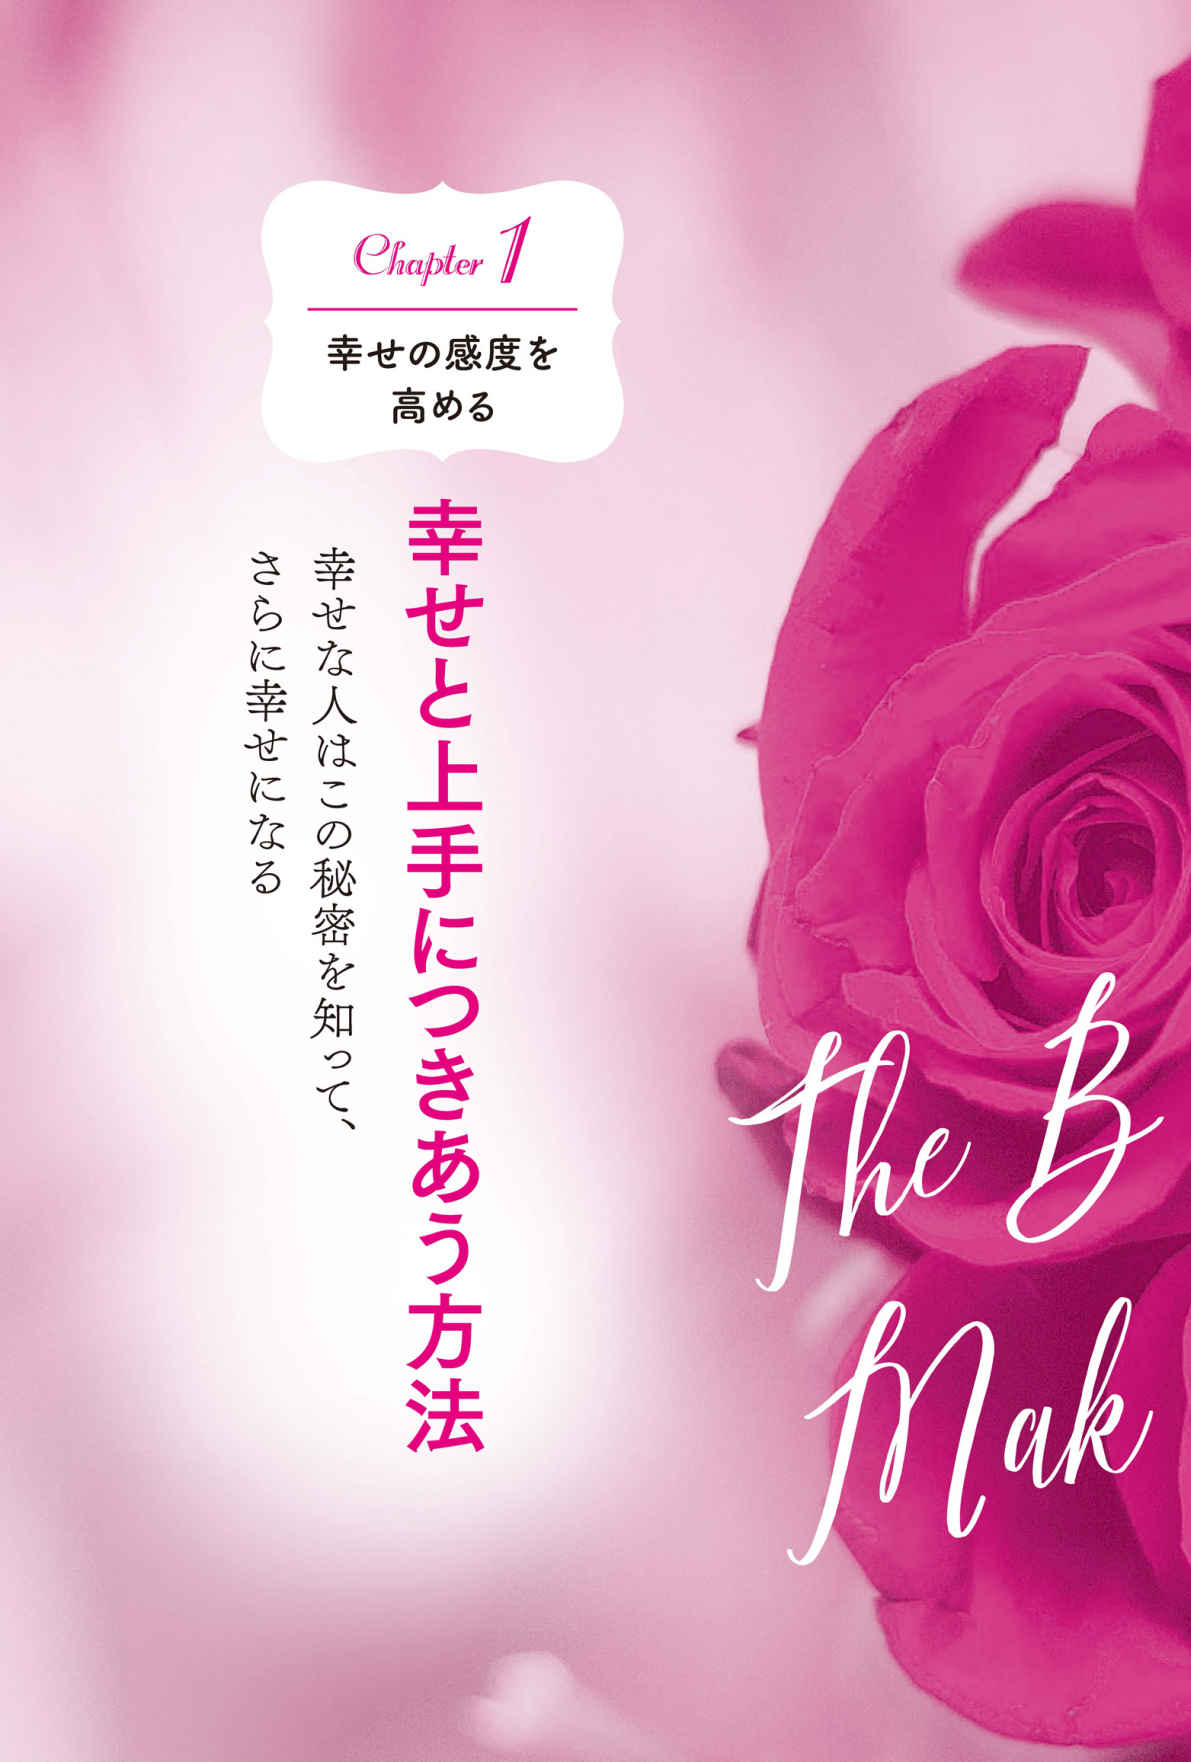 Chapter 1
幸せの感度を
高める
幸せと上手につきあう方法
幸せな人はこの秘密を知って、
さらに幸せになる
The B
Mak